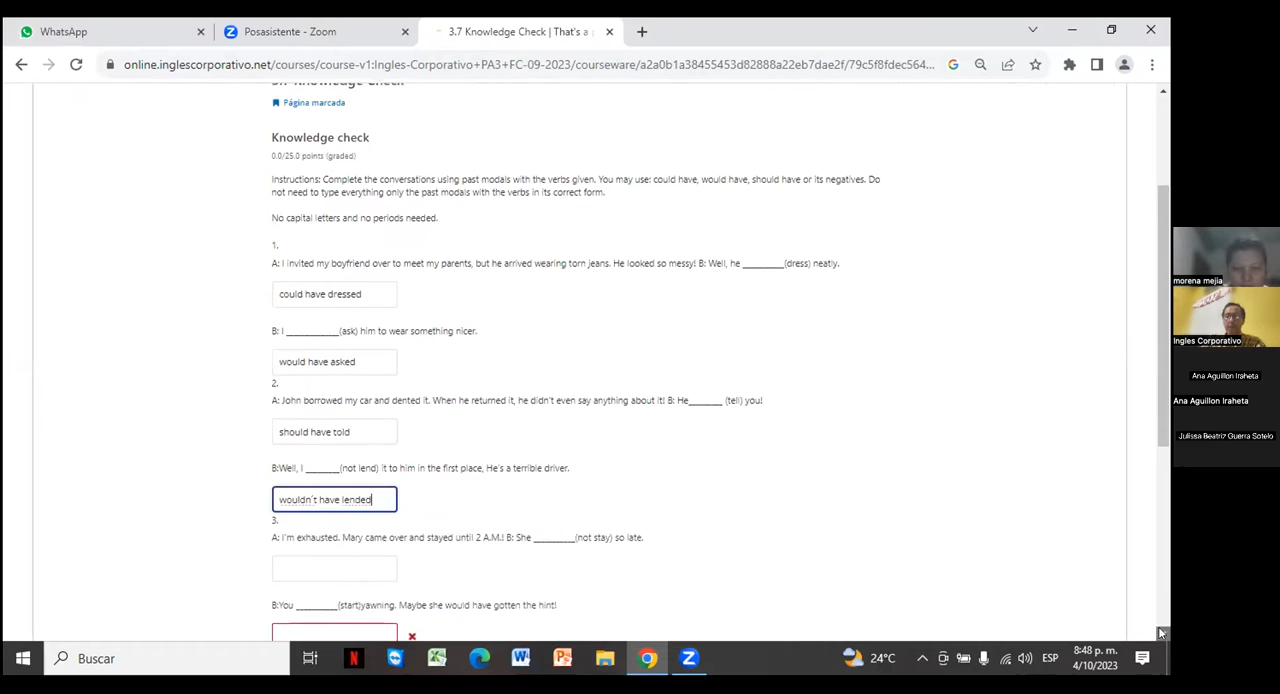 WhatsApp
Posasistente - Zoom
3.7 Knowledge Check | That's a
online.inglescorporativo.net/courses/course-v1:Ingles-Corporativo+PA3+FC-09-2023/courseware/a2a0b1a38455453d82888a22eb7dae2f/79c5f8fdec564...
3.7 Knowledge Check
Página marcada
Knowledge check
0.0/25.0 points (graded)
Instructions: Complete the conversations using past modals with the verbs given. You may use: could have, would have, should have or its negatives. Do
not need to type everything only the past modals with the verbs in its correct form.
No capital letters and no periods needed.
1.
A: I invited my boyfriend over to meet my parents, but he arrived wearing torn jeans. He looked so messy! B: Well, he _________(dress) neatly.
could have dressed
B: I ____________(ask) him to wear something nicer.
would have asked
2.
A: John borrowed my car and dented it. When he returned it, he didn't even say anything about it! B: He_______ (tell) you!
should have told
B:Well, I _______(not lend) it to him in the first place, He's a terrible driver.
wouldn´t have lended
3.
A: I'm exhausted. Mary came over and stayed until 2 A.M.! B: She _________(not stay) so late.
B:You _________(start)yawning. Maybe she would have gotten the hint!
morena mejia
Ingles Corporativo
Ana Aguillon Iraheta
Ana Aguillon Iraheta
Julissa Beatriz Guerra Sotelo
Buscar
24°C
ESP
8:48 p. m.
4/10/2023